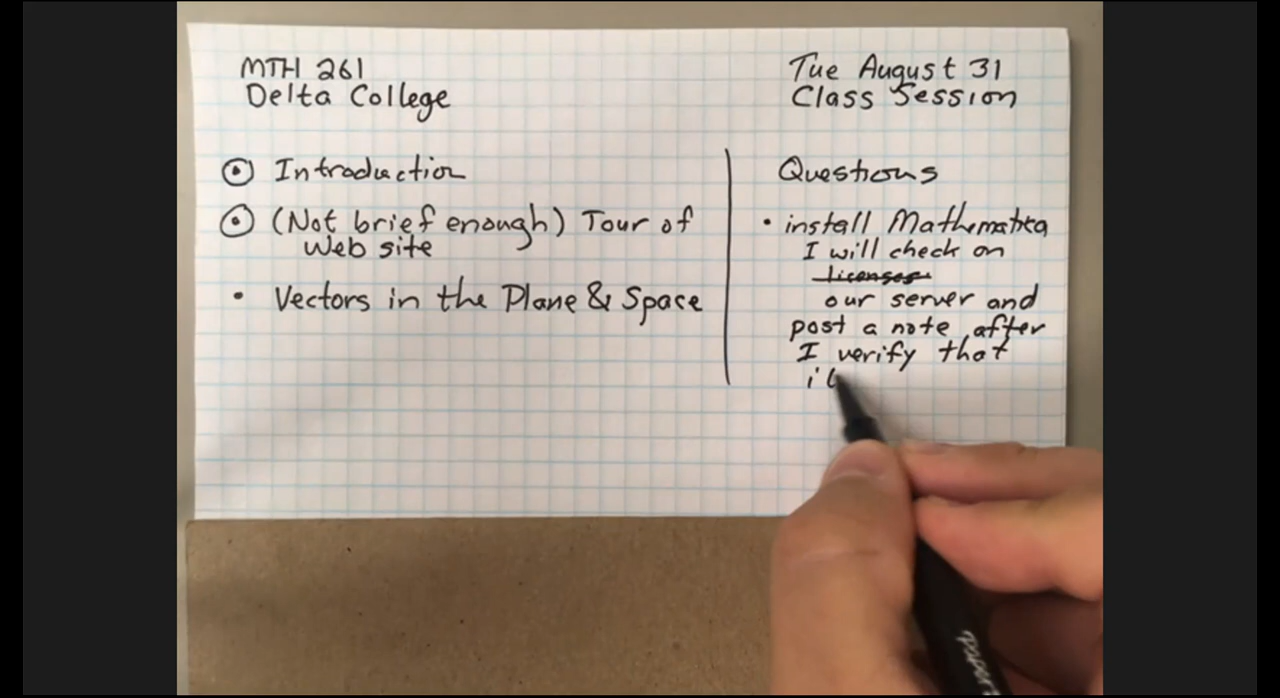 MTH 261
Delta College
Tue August 31
Class Session
Introduction
(Not brief enough) Tour of
Web site
• Vectors in the Plane & Space
Questions
• install Mathematica
I will check on
licenses
our server and
post a note after
I verify that